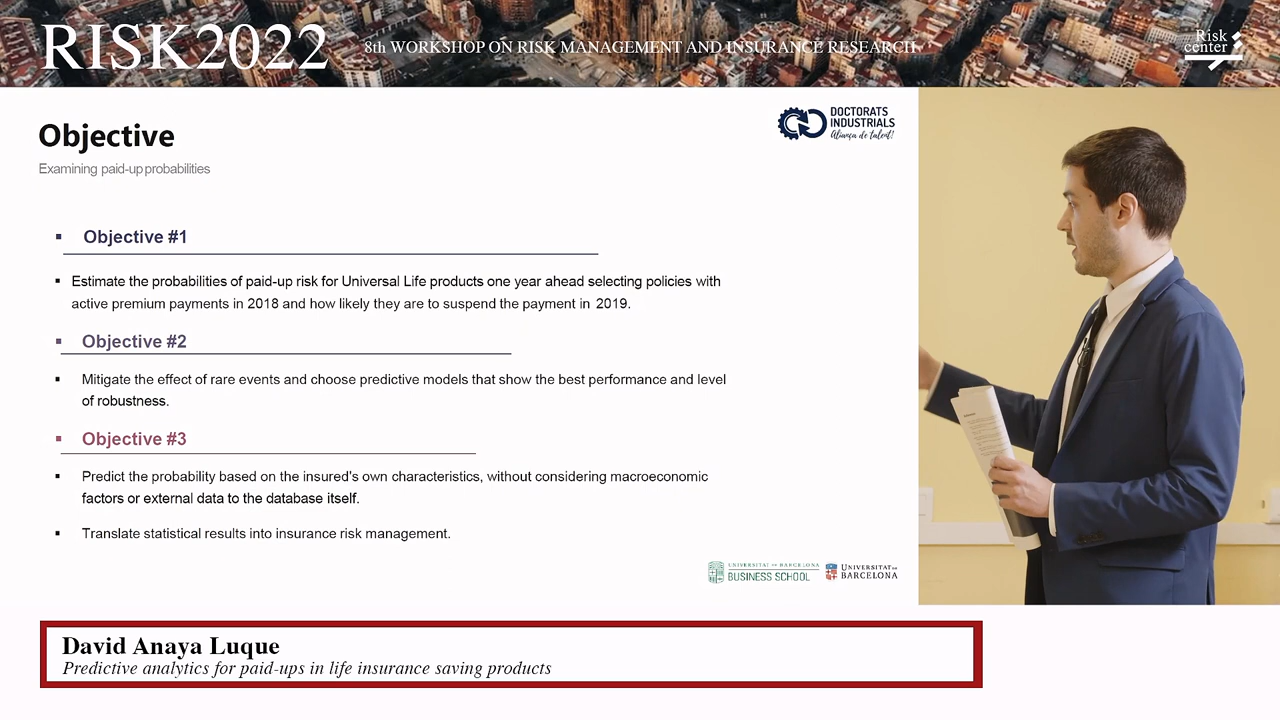 RISK2022
8th WORKSHOP ON RISK MANAGEMENT AND INSURANCE RESEARCH
Risk
center
DOCTORATS
INDUSTRIALS
Aliança de talent!
Objective
Examining paid-up probabilities
Objective #1
Estimate the probabilities of paid-up risk for Universal Life products one year ahead selecting policies with
active premium payments in 2018 and how likely they are to suspend the payment in 2019.
Objective #2
Mitigate the effect of rare events and choose predictive models that show the best performance and level
of robustness.
Objective #3
Predict the probability based on the insured's own characteristics, without considering macroeconomic
factors or external data to the database itself.
Translate statistical results into insurance risk management.
UNIVERSITAT DE BARCELONA
BUSINESS SCHOOL
UNIVERSITAT DE
BARCELONA
David Anaya Luque
Predictive analytics for paid-ups in life insurance saving products